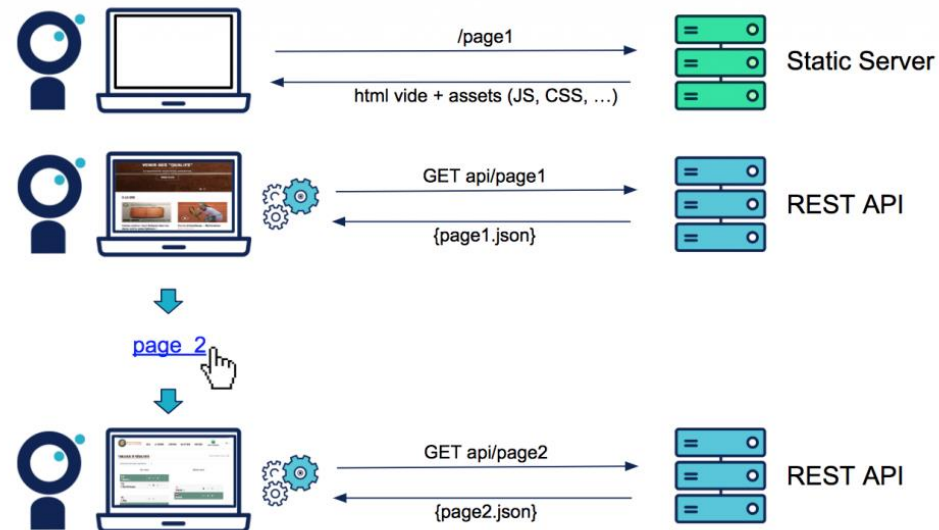 /page1
Static Server
html vide + assets (JS, CSS, …)
GET api/page1
REST API
{page1.json}
page 2
GET api/page2
REST API
{page2.json}